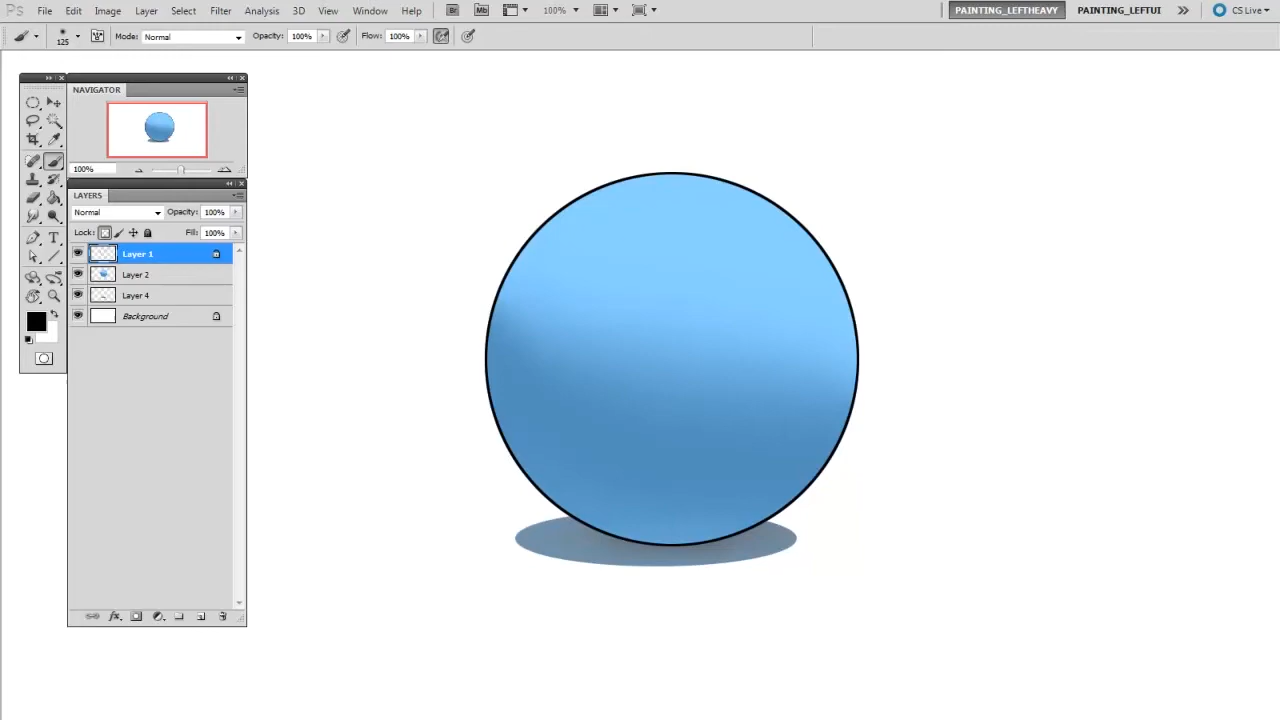 Ps File Edit Image Layer Select Filter Analysis 3D View Window Help Br Mb 100% PAINTING_LEFTHEAVY PAINTING_LEFTUI CS Live
125 Mode: Normal Opacity: 100% Flow: 100%
NAVIGATOR
100%
LAYERS
Normal Opacity: 100%
Lock: Fill: 100%
Layer 1
Layer 2
Layer 4
Background